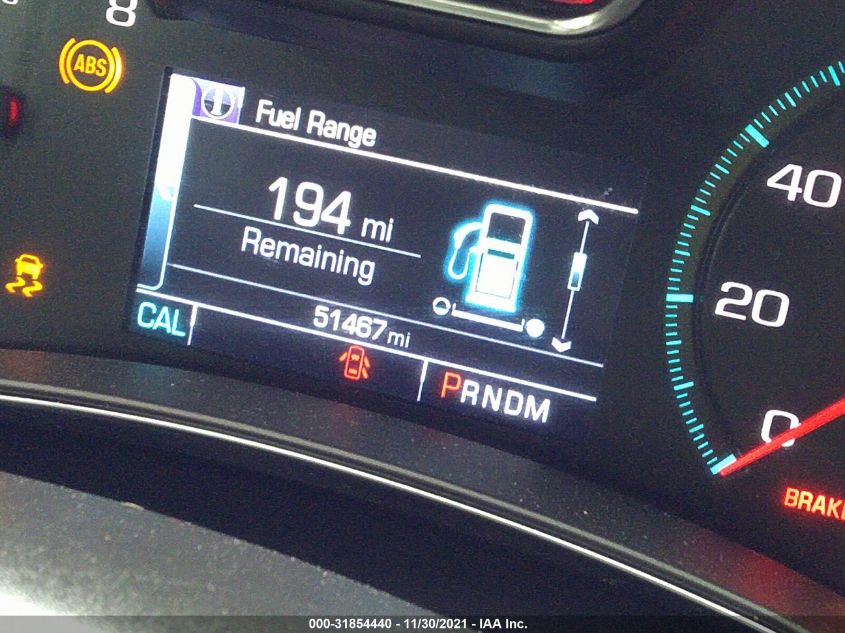 8
ABS
Fuel Range
194 mi
Remaining
CAL
51467 mi
PRNDM
40
20
0
000-31854440 - 11/30/2021 - IAA Inc.